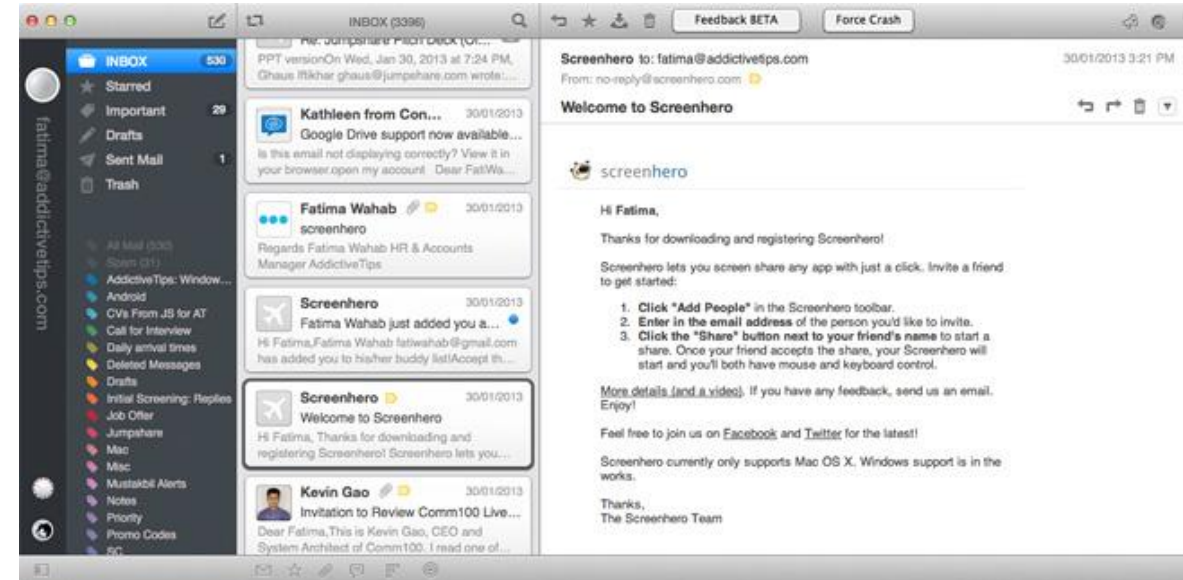 INBOX (3396)
Feedback BETA
Force Crash
fatima@addictivetips.com
INBOX 530
Starred
Important 29
Drafts
Sent Mail 1
Trash
All Mail (530)
Spam (31)
AddictiveTips: Window...
Android
CVs From JS for AT
Call for Interview
Daily arrival times
Deleted Messages
Drafts
Initial Screening: Replies
Job Offer
Jumpshare
Mac
Misc
Mustakbil Alerts
Notes
Priority
Promo Codes
SC
Re: Jumpshare Pitch Deck (Of...
PPT versionOn Wed, Jan 30, 2013 at 7:24 PM,
Ghaus Iftikhar ghaus@jumpshare.com wrote:...
Kathleen from Con... 30/01/2013
Google Drive support now available...
Is this email not displaying correctly? View it in
your browser.open my account Dear FatiWa...
Fatima Wahab 30/01/2013
screenhero
Regards Fatima Wahab HR & Accounts
Manager AddictiveTips
Screenhero 30/01/2013
Fatima Wahab just added you a...
Hi Fatima,Fatima Wahab fatiwahab@gmail.com
has added you to his/her buddy list!Accept th...
Screenhero 30/01/2013
Welcome to Screenhero
Hi Fatima, Thanks for downloading and
registering Screenhero! Screenhero lets you...
Kevin Gao 30/01/2013
Invitation to Review Comm100 Live...
Dear Fatima,This is Kevin Gao, CEO and
System Architect of Comm100. I read one of...
Screenhero to: fatima@addictivetips.com 30/01/2013 3:21 PM
From: no-reply@screenhero.com
Welcome to Screenhero
screenhero
Hi Fatima,
Thanks for downloading and registering Screenhero!
Screenhero lets you screen share any app with just a click. Invite a friend
to get started:
1. Click "Add People" in the Screenhero toolbar.
2. Enter in the email address of the person you'd like to invite.
3. Click the "Share" button next to your friend's name to start a
share. Once your friend accepts the share, your Screenhero will
start and you'll both have mouse and keyboard control.
More details (and a video). If you have any feedback, send us an email.
Enjoy!
Feel free to join us on Facebook and Twitter for the latest!
Screenhero currently only supports Mac OS X. Windows support is in the
works.
Thanks,
The Screenhero Team